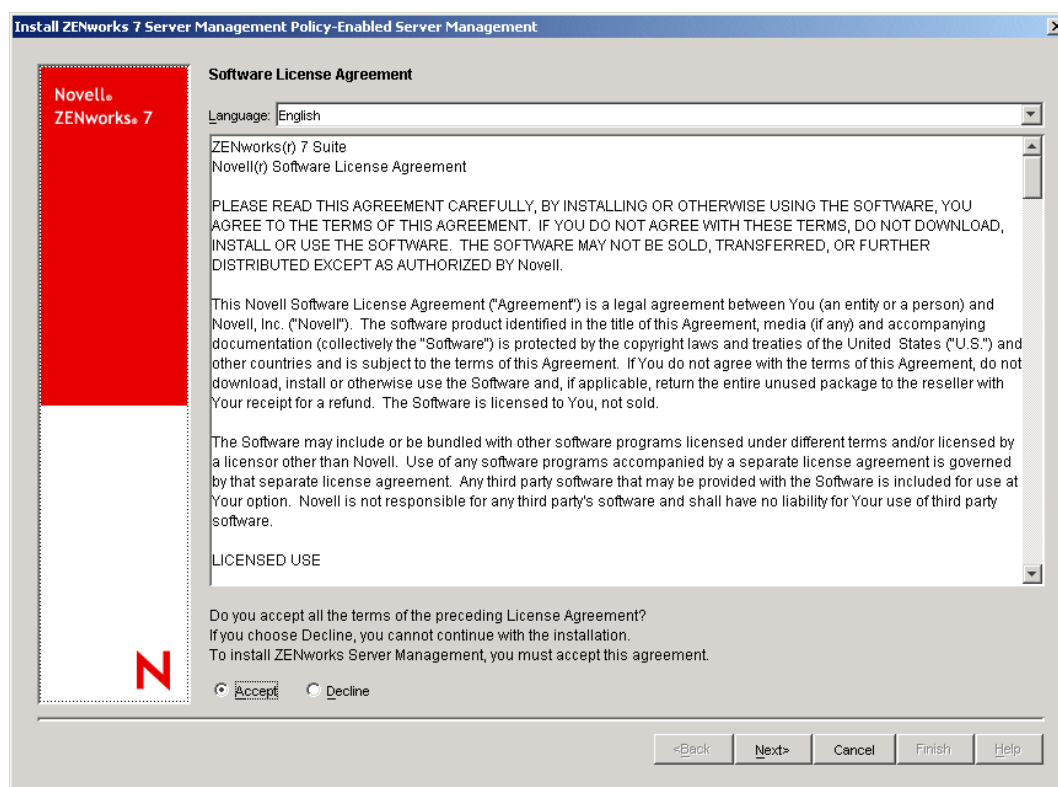 Install ZENworks 7 Server Management Policy-Enabled Server Management
Novell®
ZENworks® 7
Software License Agreement
Language: English
ZENworks(r) 7 Suite
Novell(r) Software License Agreement
PLEASE READ THIS AGREEMENT CAREFULLY, BY INSTALLING OR OTHERWISE USING THE SOFTWARE, YOU
AGREE TO THE TERMS OF THIS AGREEMENT.  IF YOU DO NOT AGREE WITH THESE TERMS, DO NOT DOWNLOAD,
INSTALL OR USE THE SOFTWARE.  THE SOFTWARE MAY NOT BE SOLD, TRANSFERRED, OR FURTHER
DISTRIBUTED EXCEPT AS AUTHORIZED BY Novell.
This Novell Software License Agreement ("Agreement") is a legal agreement between You (an entity or a person) and
Novell, Inc. ("Novell").  The software product identified in the title of this Agreement, media (if any) and accompanying
documentation (collectively the "Software") is protected by the copyright laws and treaties of the United  States ("U.S.") and
other countries and is subject to the terms of this Agreement.  If You do not agree with the terms of this Agreement, do not
download, install or otherwise use the Software and, if applicable, return the entire unused package to the reseller with
Your receipt for a refund.  The Software is licensed to You, not sold.
The Software may include or be bundled with other software programs licensed under different terms and/or licensed by
a licensor other than Novell.  Use of any software programs accompanied by a separate license agreement is governed
by that separate license agreement.  Any third party software that may be provided with the Software is included for use at
Your option.  Novell is not responsible for any third party's software and shall have no liability for Your use of third party
software.
LICENSED USE
Do you accept all the terms of the preceding License Agreement?
If you choose Decline, you cannot continue with the installation.
To install ZENworks Server Management, you must accept this agreement.
N
Accept Decline
<Back Next> Cancel Finish Help